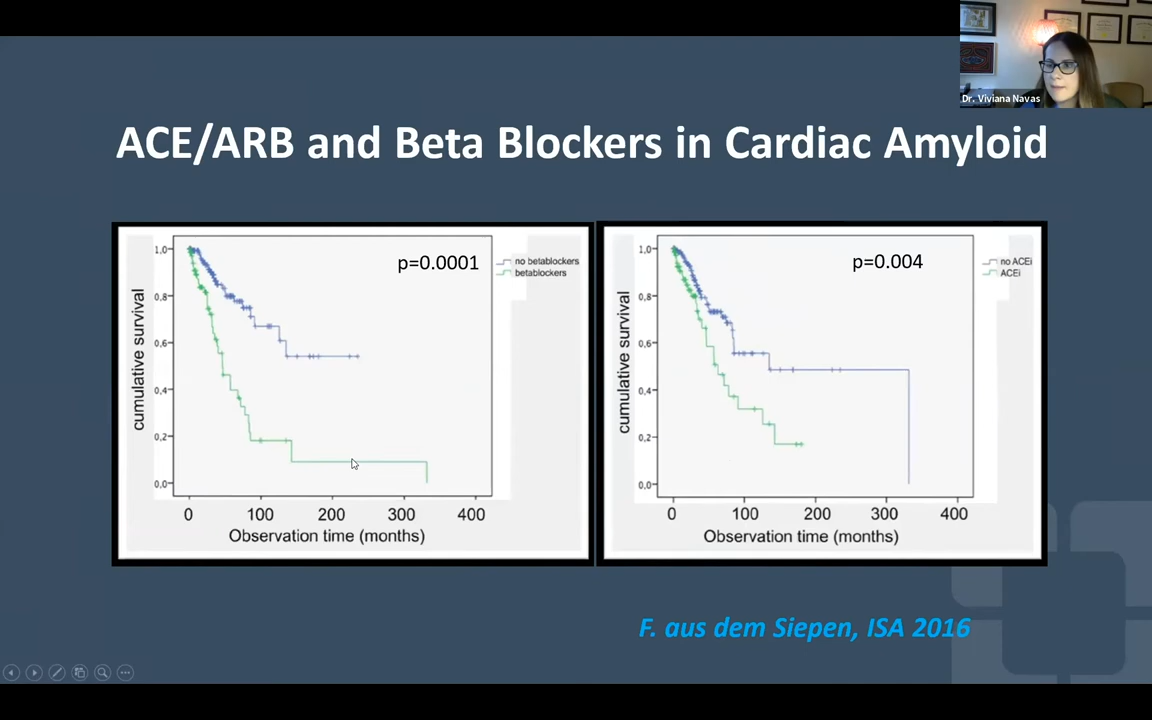 Dr. Viviana Navas
ACE/ARB and Beta Blockers in Cardiac Amyloid
p=0.0001
no betablockers
betablockers
cumulative survival
1,0
0,8
0,6
0,4
0,2
0,0
0 100 200 300 400
Observation time (months)
p=0.004
no ACEi
ACEi
cumulative survival
1,0
0,8
0,6
0,4
0,2
0,0
0 100 200 300 400
Observation time (months)
F. aus dem Siepen, ISA 2016